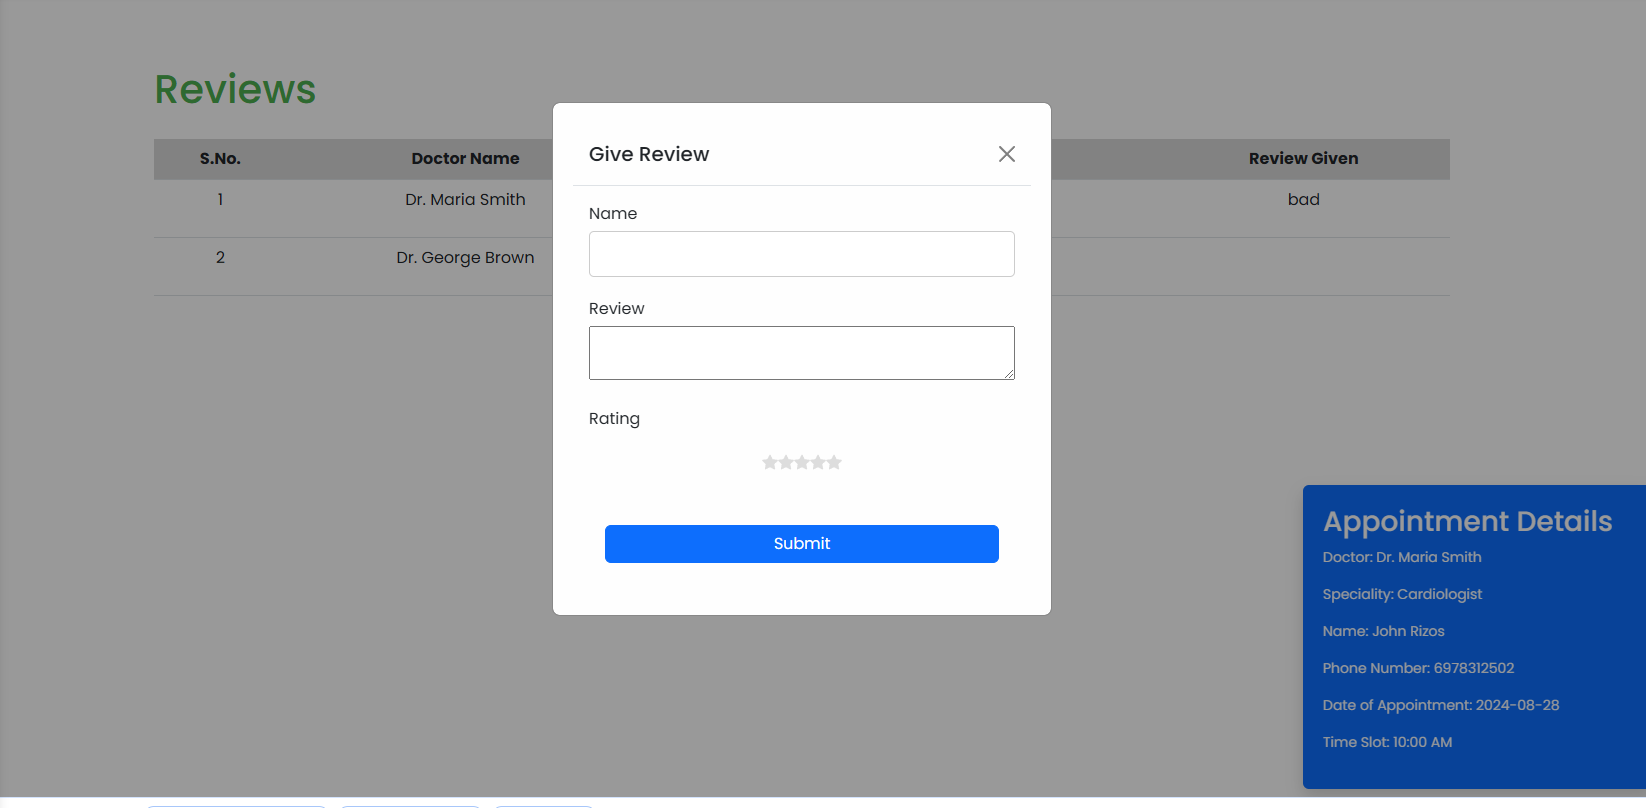 Reviews
S.No. Doctor Name Review Given
1 Dr. Maria Smith bad
2 Dr. George Brown
Give Review
Name
Review
Rating
Submit
Appointment Details
Doctor: Dr. Maria Smith
Speciality: Cardiologist
Name: John Rizos
Phone Number: 6978312502
Date of Appointment: 2024-08-28
Time Slot: 10:00 AM